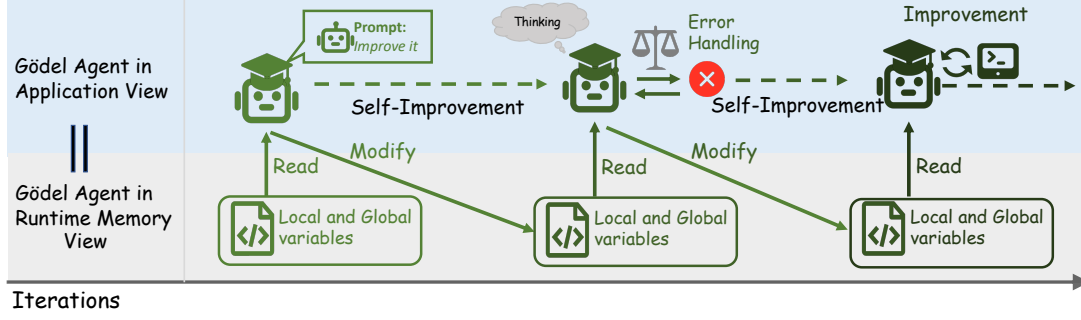 Gödel Agent in
Application View
Prompt:
Improve it
Thinking
Error
Handling
Improvement
Self-Improvement
Self-Improvement
Read
Modify
Read
Modify
Read
Gödel Agent in
Runtime Memory
View
Local and Global
variables
Local and Global
variables
Local and Global
variables
Iterations